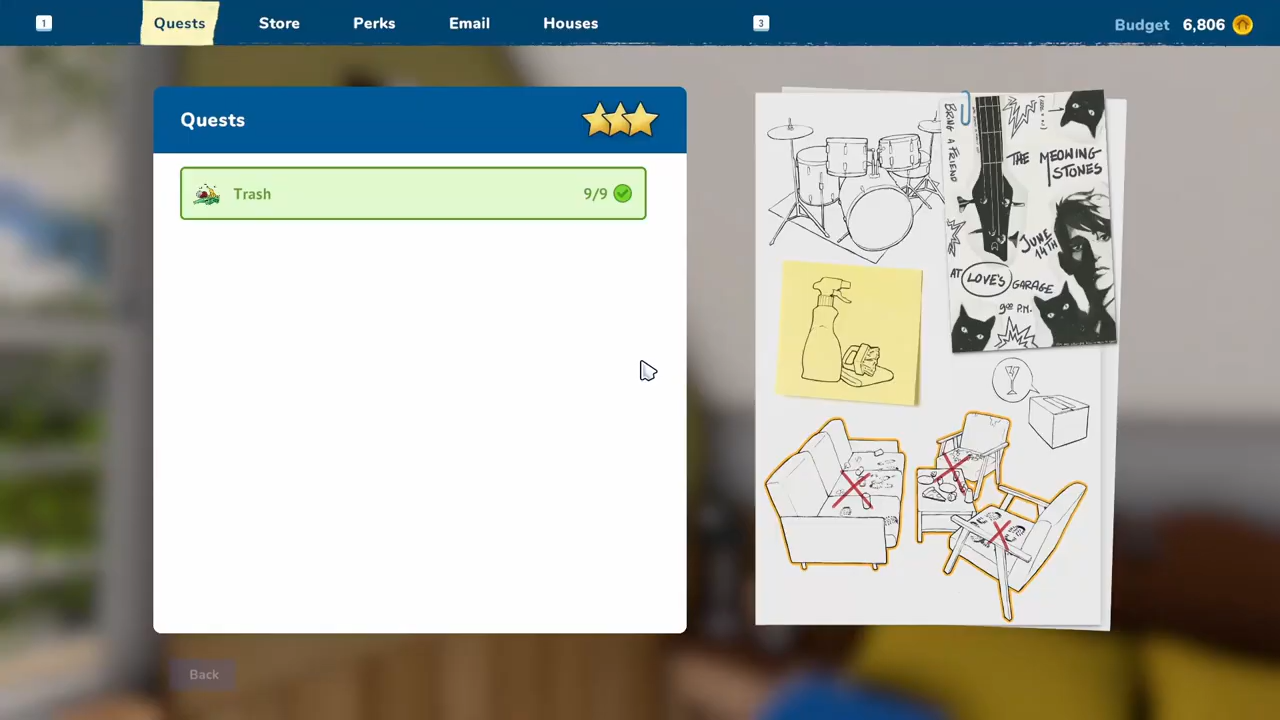 1
Quests
Store
Perks
Email
Houses
3
Budget 6,806
Quests
Trash
9/9
Back
BRING A FRIEND
THE MEOWING
STONES
JUNE
14TH
AT LOVE'S GARAGE
9:00 P.M.